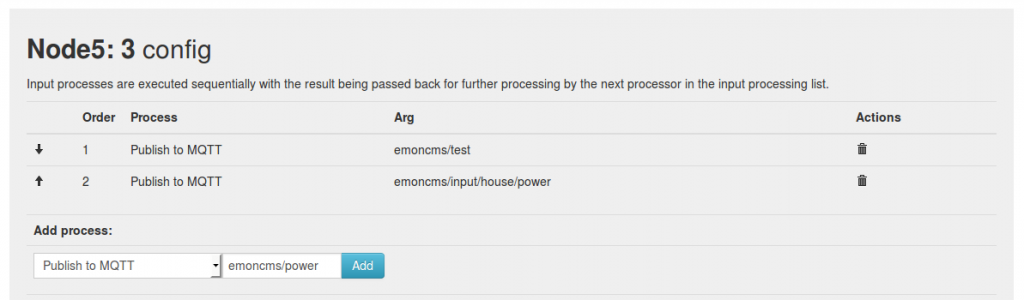 Node5: 3 config
Input processes are executed sequentially with the result being passed back for further processing by the next processor in the input processing list.
Order Process Arg Actions
1 Publish to MQTT emoncms/test
2 Publish to MQTT emoncms/input/house/power
Add process:
Publish to MQTT emoncms/power Add